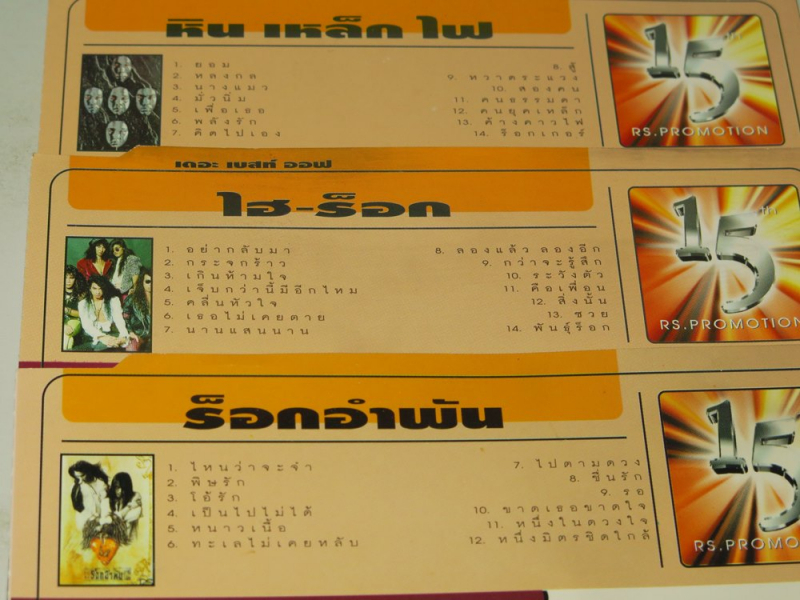 หิน เหล็ก ไฟ
1. ยอม
2. หลงกล
3. นางแมว
4. มั่วนิ่ม
5. เพื่อเธอ
6. พลังรัก
7. คิดไปเอง
8. สู้
9. หวาดระแวง
10. สองคน
11. คนธรรมดา
12. คนยุคเหล็ก
13. ค้างคาวไฟ
14. ร็อกเกอร์
15 ปี
RS.PROMOTION
เดอะ เบสท์ ออฟ
ไฮ-ร็อก
1. อย่ากลับมา
2. กระจกร้าว
3. เกินห้ามใจ
4. เจ็บกว่านี้มีอีกไหม
5. คลื่นหัวใจ
6. เธอไม่เคยตาย
7. นานแสนนาน
8. ลองแล้ว ลองอีก
9. กว่าจะรู้สึก
10. ระวังตัว
11. คือเพื่อน
12. สิ่งนั้น
13. ซวย
14. พันธุ์ร็อก
15 ปี
RS.PROMOTION
ร็อกอำพัน
1. ไหนว่าจะจำ
2. พิษรัก
3. โอ้รัก
4. เป็นไปไม่ได้
5. หนาวเนื้อ
6. ทะเลไม่เคยหลับ
7. ไปตามดวง
8. ชื่นรัก
9. รอ
10. ขาดเธอขาดใจ
11. หนึ่งในดวงใจ
12. หนึ่งมิตรชิดใกล้
15
RS.PROMO